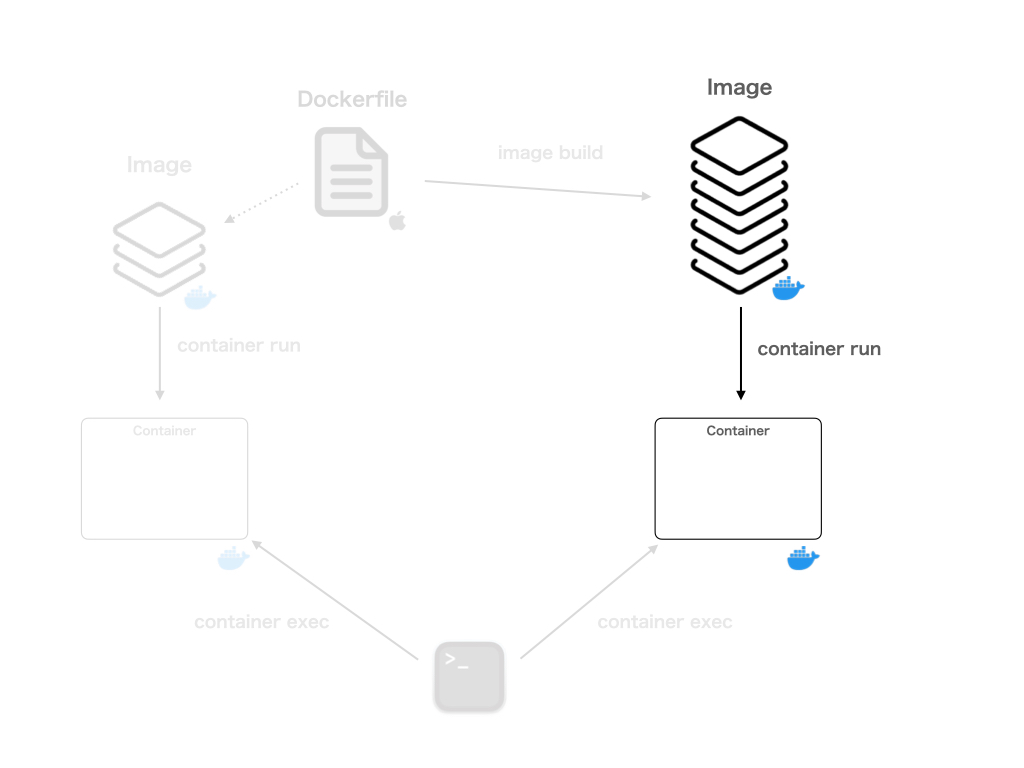 Image
Dockerfile
Image
image build
container run
container run
Container
Container
container exec
container exec
>_